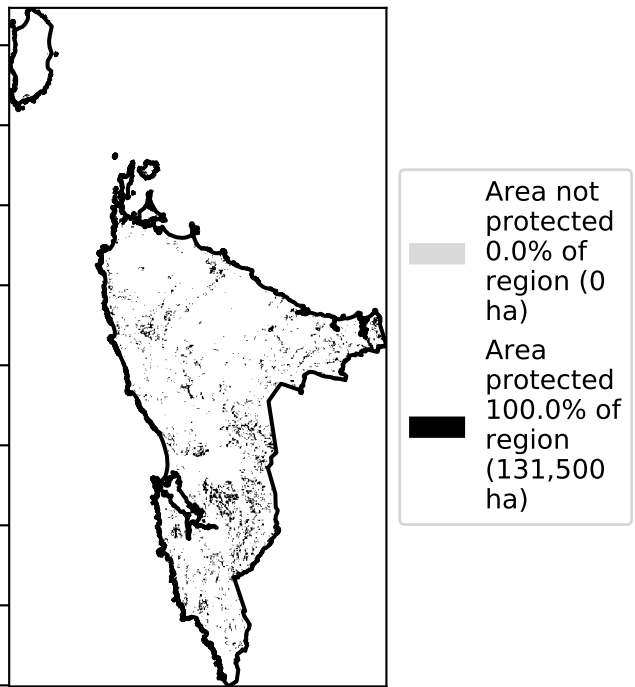 Area not
protected
0.0% of
region (0
ha)
Area
protected
100.0% of
region
(131,500
ha)